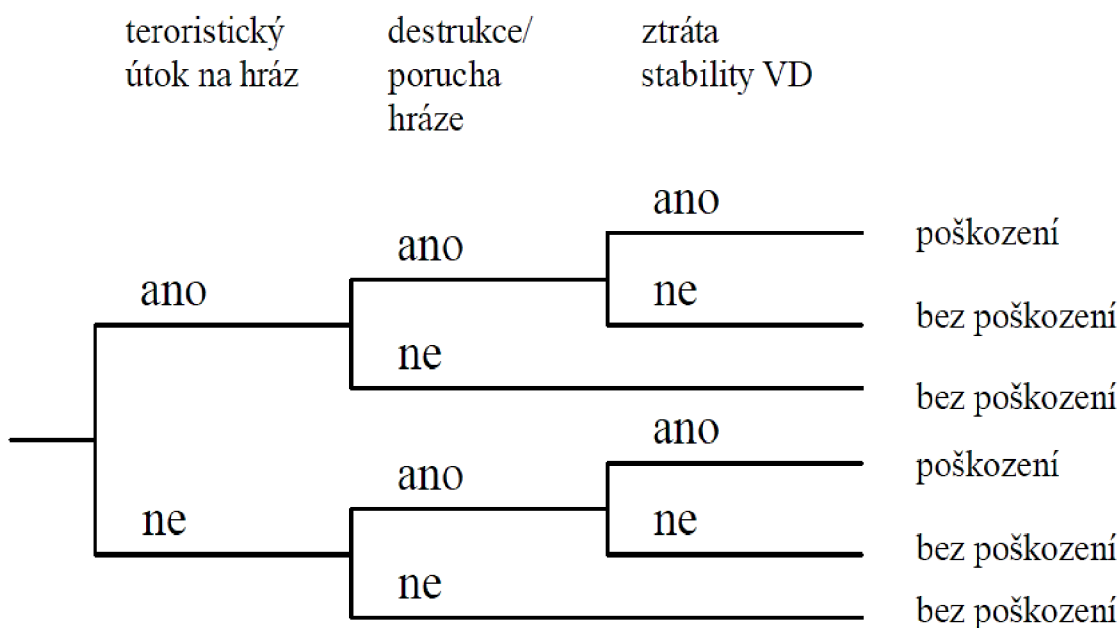 teroristický
útok na hráz
destrukce/
porucha
hráze
ztráta
stability VD
ano
ano
poškození
ano
ne
bez poškození
ne
bez poškození
ano
ano
poškození
ne
ne
bez poškození
ne
bez poškození